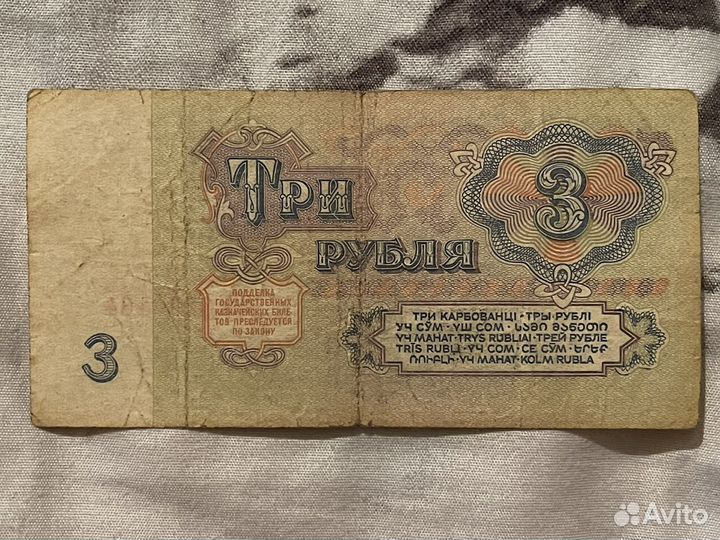 ТРИ
РУБЛЯ
3
3
ПОДДЕЛКА
ГОСУДАРСТВЕННЫХ
КАЗНАЧЕЙСКИХ БИЛЕ-
ТОВ ПРЕСЛЕДУЕТСЯ
ПО ЗАКОНУ
ТРИ КАРБОВАНЦІ · ТРЫ РУБЛІ
УЧ СЎМ · ҮШ СОМ · ᲡᲐᲛᲘ ᲛᲐᲜᲔᲗᲘ
ҮЧ МАНАТ · TRYS RUBLIAI · ТРЕЙ РУБЛЕ
TRĪS RUBĻI · ҮЧ СОМ · СЕ СӮМ · ԵՐԵՔ
ՌՈՒԲԼԻ · ҮЧ МАНАТ · KOLM RUBLA
Avito